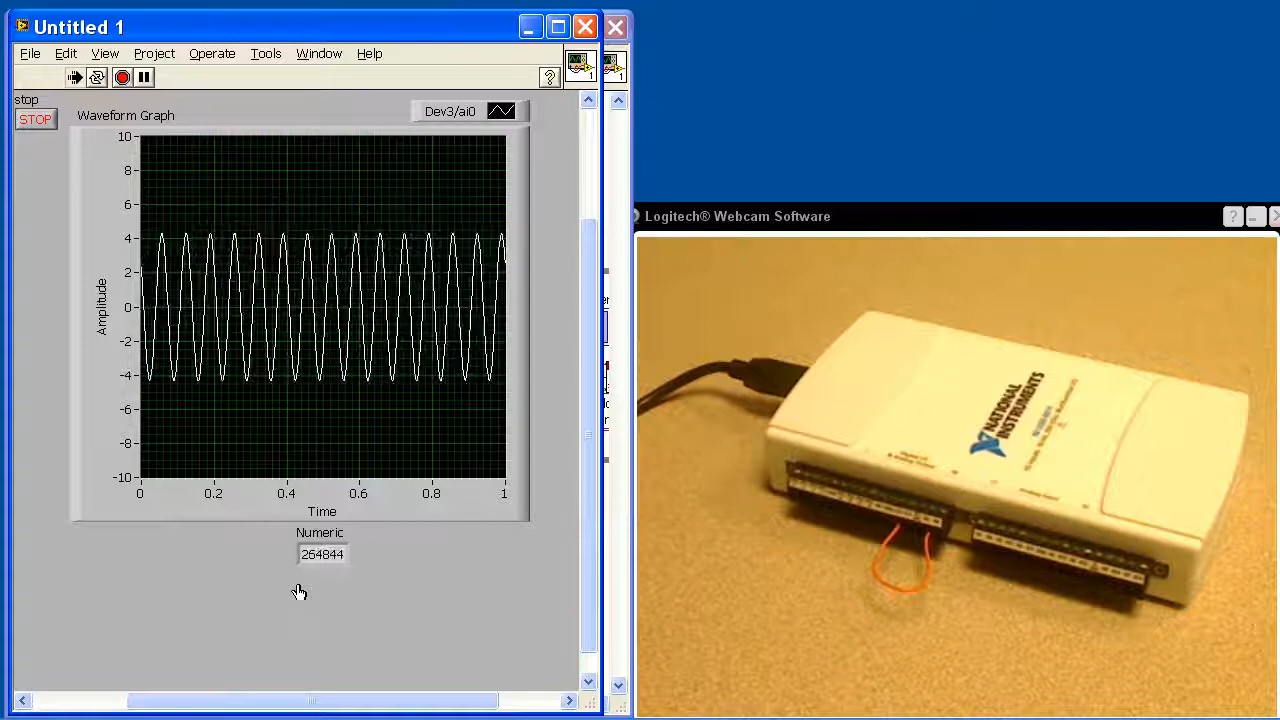 Untitled 1
File Edit View Project Operate Tools Window Help
1
1
stop
STOP
Waveform Graph
Dev3/ai0
10
8
6
4
2
0
-2
-4
-6
-8
-10
Amplitude
0 0.2 0.4 0.6 0.8 1
Time
Numeric
264844
Logitech® Webcam Software
NATIONAL
INSTRUMENTS